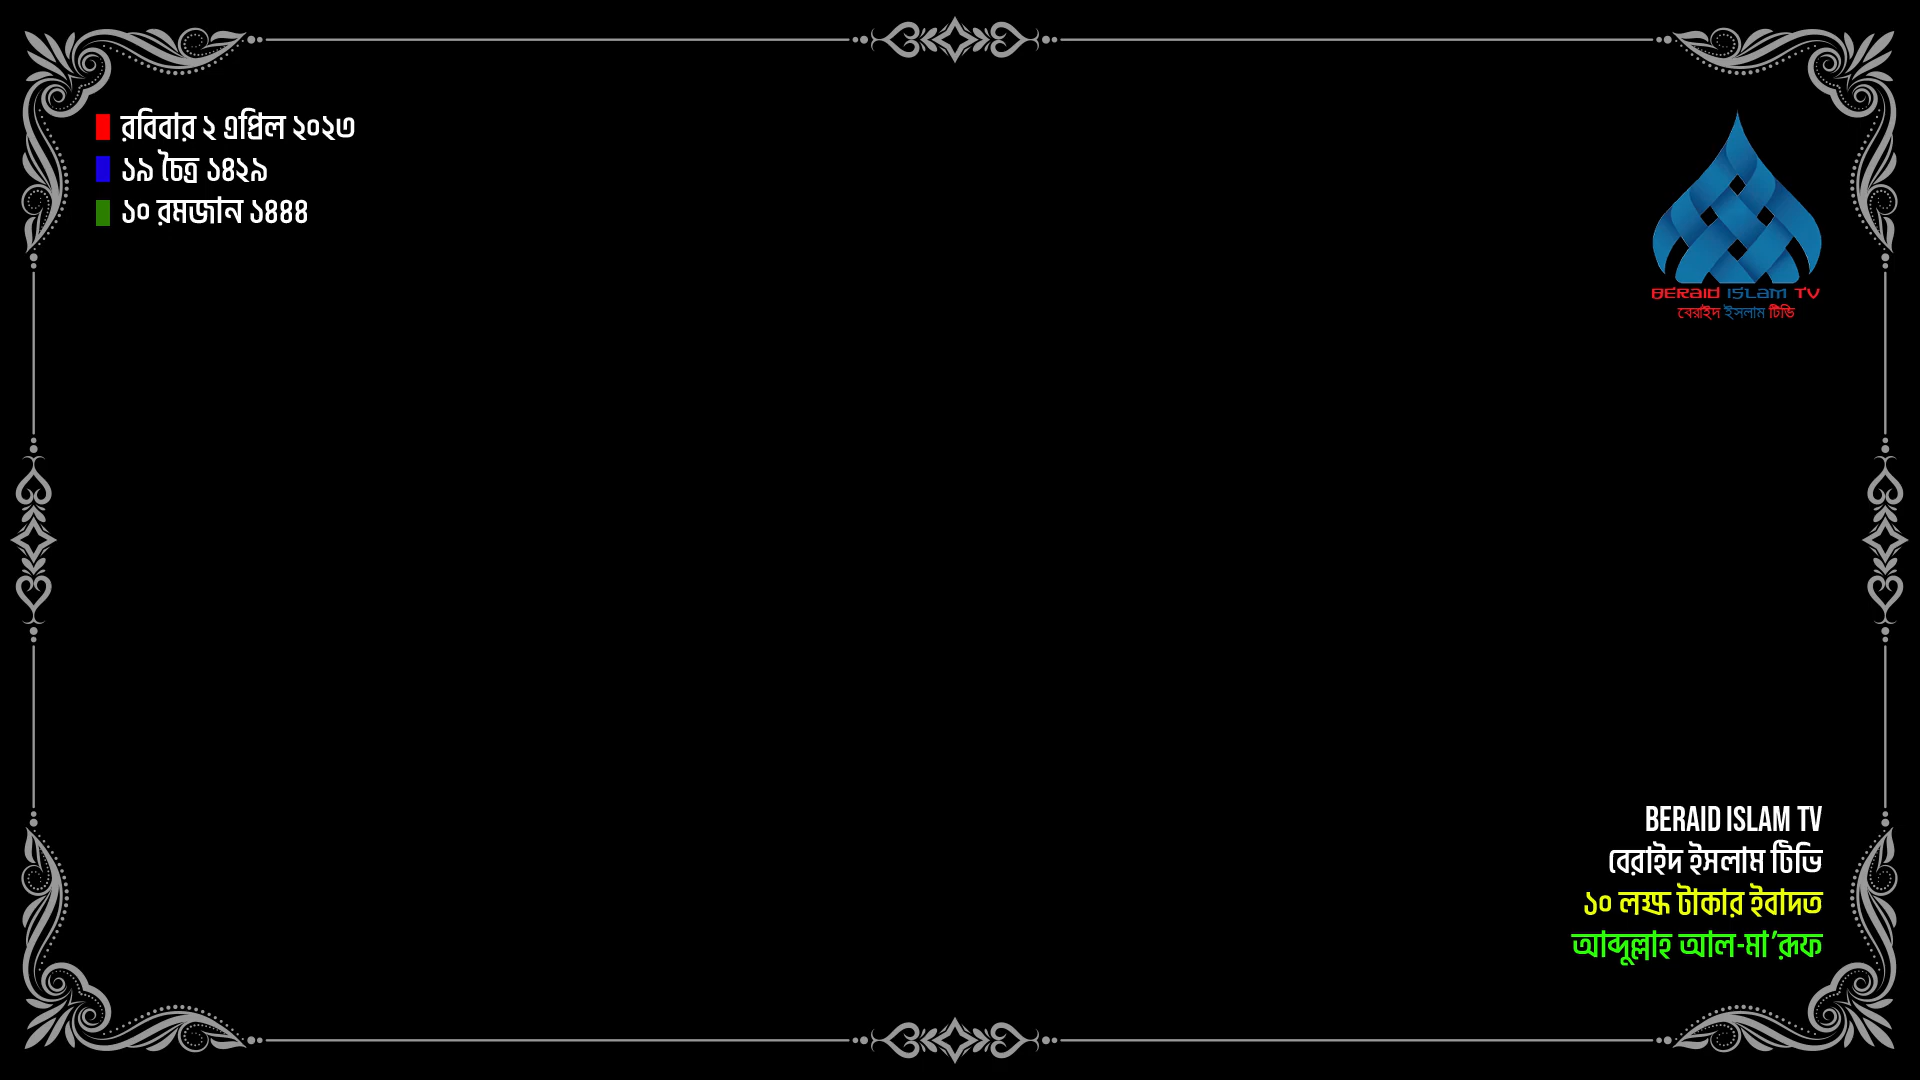 রবিবার ২ এপ্রিল ২০২৩
১৯ চৈত্র ১৪২৯
১০ রমজান ১৪৪৪
BERAID ISLAM TV
বেরাইদ ইসলাম টিভি
BERAID ISLAM TV
বেরাইদ ইসলাম টিভি
১০ লক্ষ টাকার ইবাদত
আব্দুল্লাহ আল-মা’রূফ